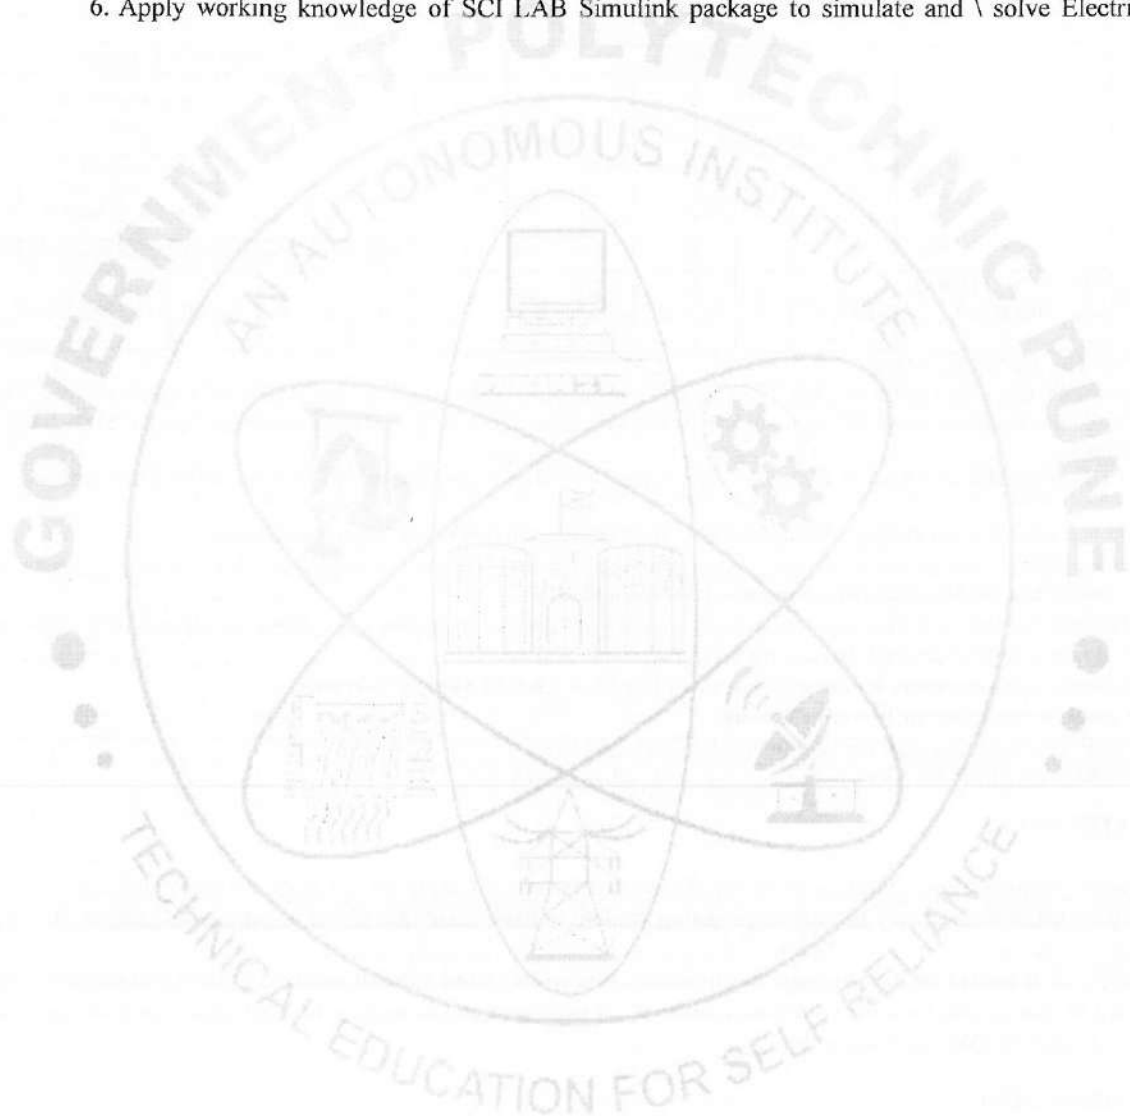 6. Apply working knowledge of SCI LAB Simulink package to simulate and \ solve Electr
GOVERNMENT POLYTECHNIC PUNE
AN AUTONOMOUS INSTITUTE
TECHNICAL EDUCATION FOR SELF RELIANCE